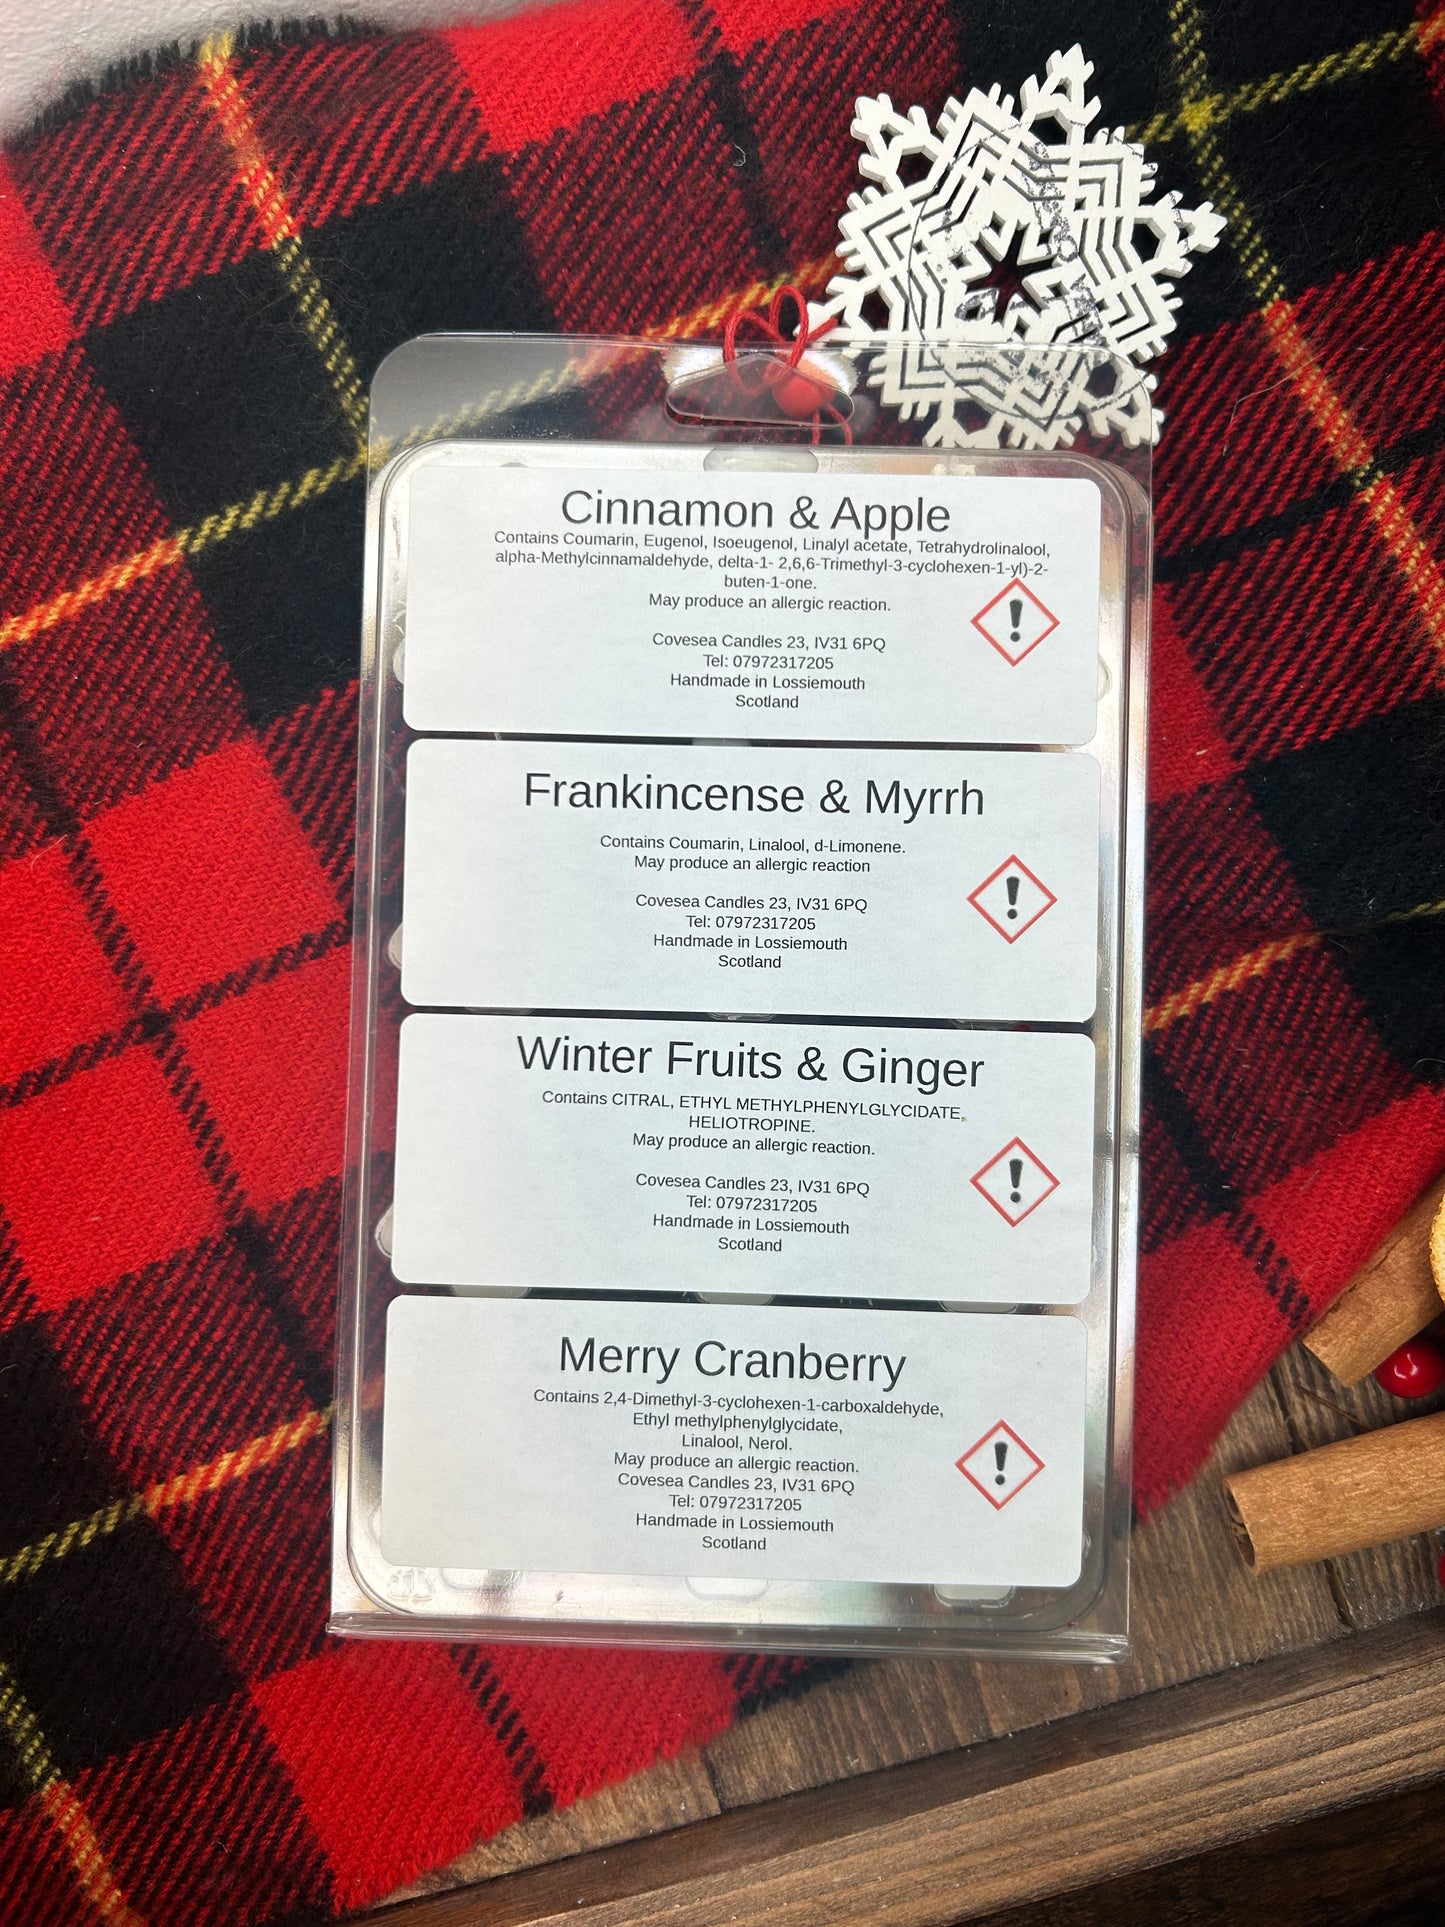 Cinnamon & Apple
Contains Coumarin, Eugenol, Isoeugenol, Linalyl acetate, Tetrahydrolinalool,
alpha-Methylcinnamaldehyde, delta-1- 2,6,6-Trimethyl-3-cyclohexen-1-yl)-2-
buten-1-one.
May produce an allergic reaction.
Covesea Candles 23, IV31 6PQ
Tel: 07972317205
Handmade in Lossiemouth
Scotland
Frankincense & Myrrh
Contains Coumarin, Linalool, d-Limonene.
May produce an allergic reaction
Covesea Candles 23, IV31 6PQ
Tel: 07972317205
Handmade in Lossiemouth
Scotland
Winter Fruits & Ginger
Contains CITRAL, ETHYL METHYLPHENYLGLYCIDATE,
HELIOTROPINE.
May produce an allergic reaction.
Covesea Candles 23, IV31 6PQ
Tel: 07972317205
Handmade in Lossiemouth
Scotland
Merry Cranberry
Contains 2,4-Dimethyl-3-cyclohexen-1-carboxaldehyde,
Ethyl methylphenylglycidate,
Linalool, Nerol.
May produce an allergic reaction.
Covesea Candles 23, IV31 6PQ
Tel: 07972317205
Handmade in Lossiemouth
Scotland